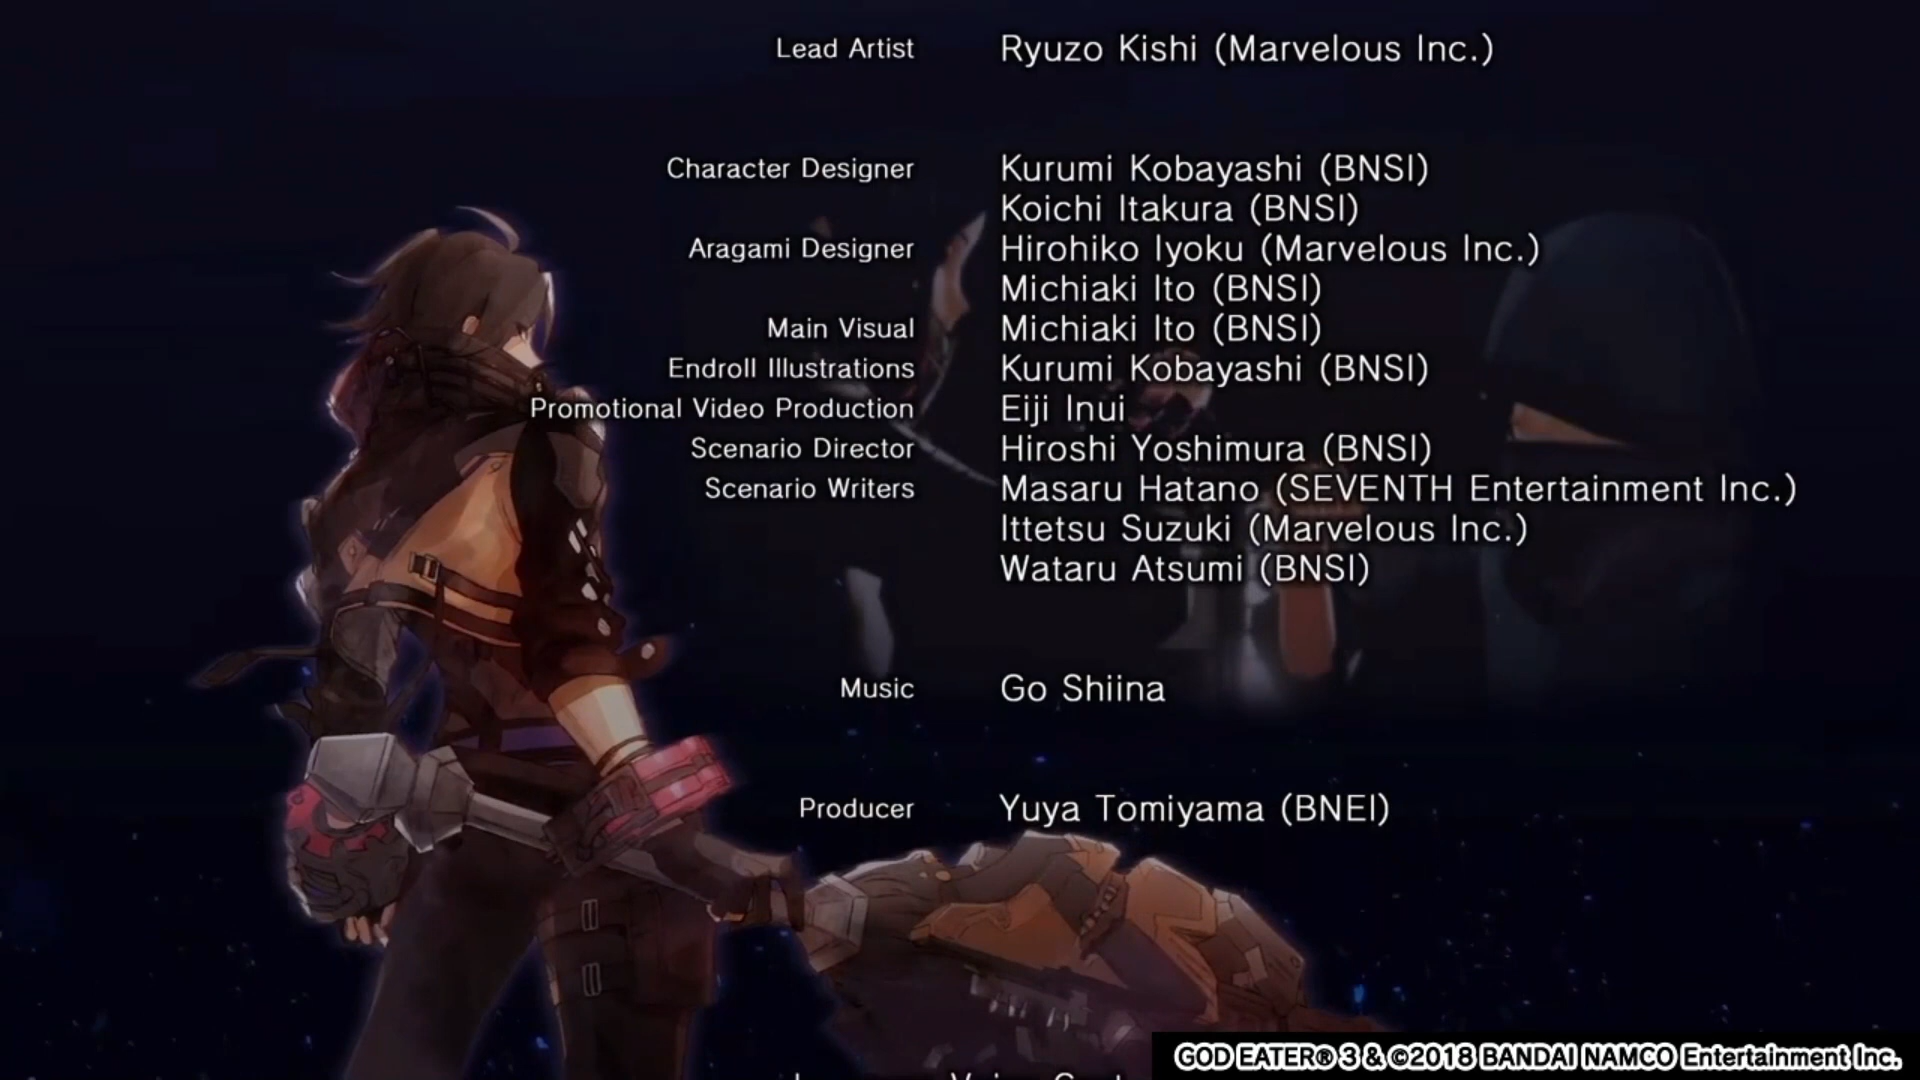 Lead Artist Ryuzo Kishi (Marvelous Inc.)
Character Designer Kurumi Kobayashi (BNSI)
Koichi Itakura (BNSI)
Aragami Designer Hirohiko Iyoku (Marvelous Inc.)
Michiaki Ito (BNSI)
Main Visual Michiaki Ito (BNSI)
Endroll Illustrations Kurumi Kobayashi (BNSI)
Promotional Video Production Eiji Inui
Scenario Director Hiroshi Yoshimura (BNSI)
Scenario Writers Masaru Hatano (SEVENTH Entertainment Inc.)
Ittetsu Suzuki (Marvelous Inc.)
Wataru Atsumi (BNSI)
Music Go Shiina
Producer Yuya Tomiyama (BNEI)
GOD EATER® 3 & ©2018 BANDAI NAMCO Entertainment Inc.